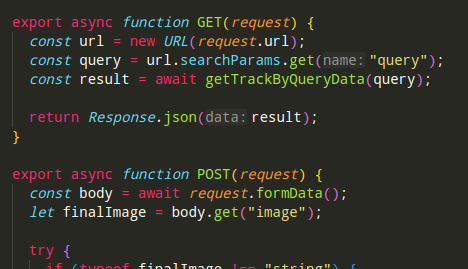 export async function GET(request) {
const url = new URL(request.url);
const query = url.searchParams.get(name: "query");
const result = await getTrackByQueryData(query);
return Response.json(data: result);
}
export async function POST(request) {
const body = await request.formData();
let finalImage = body.get("image");
try {
if (typeof finalImage !== "string") {